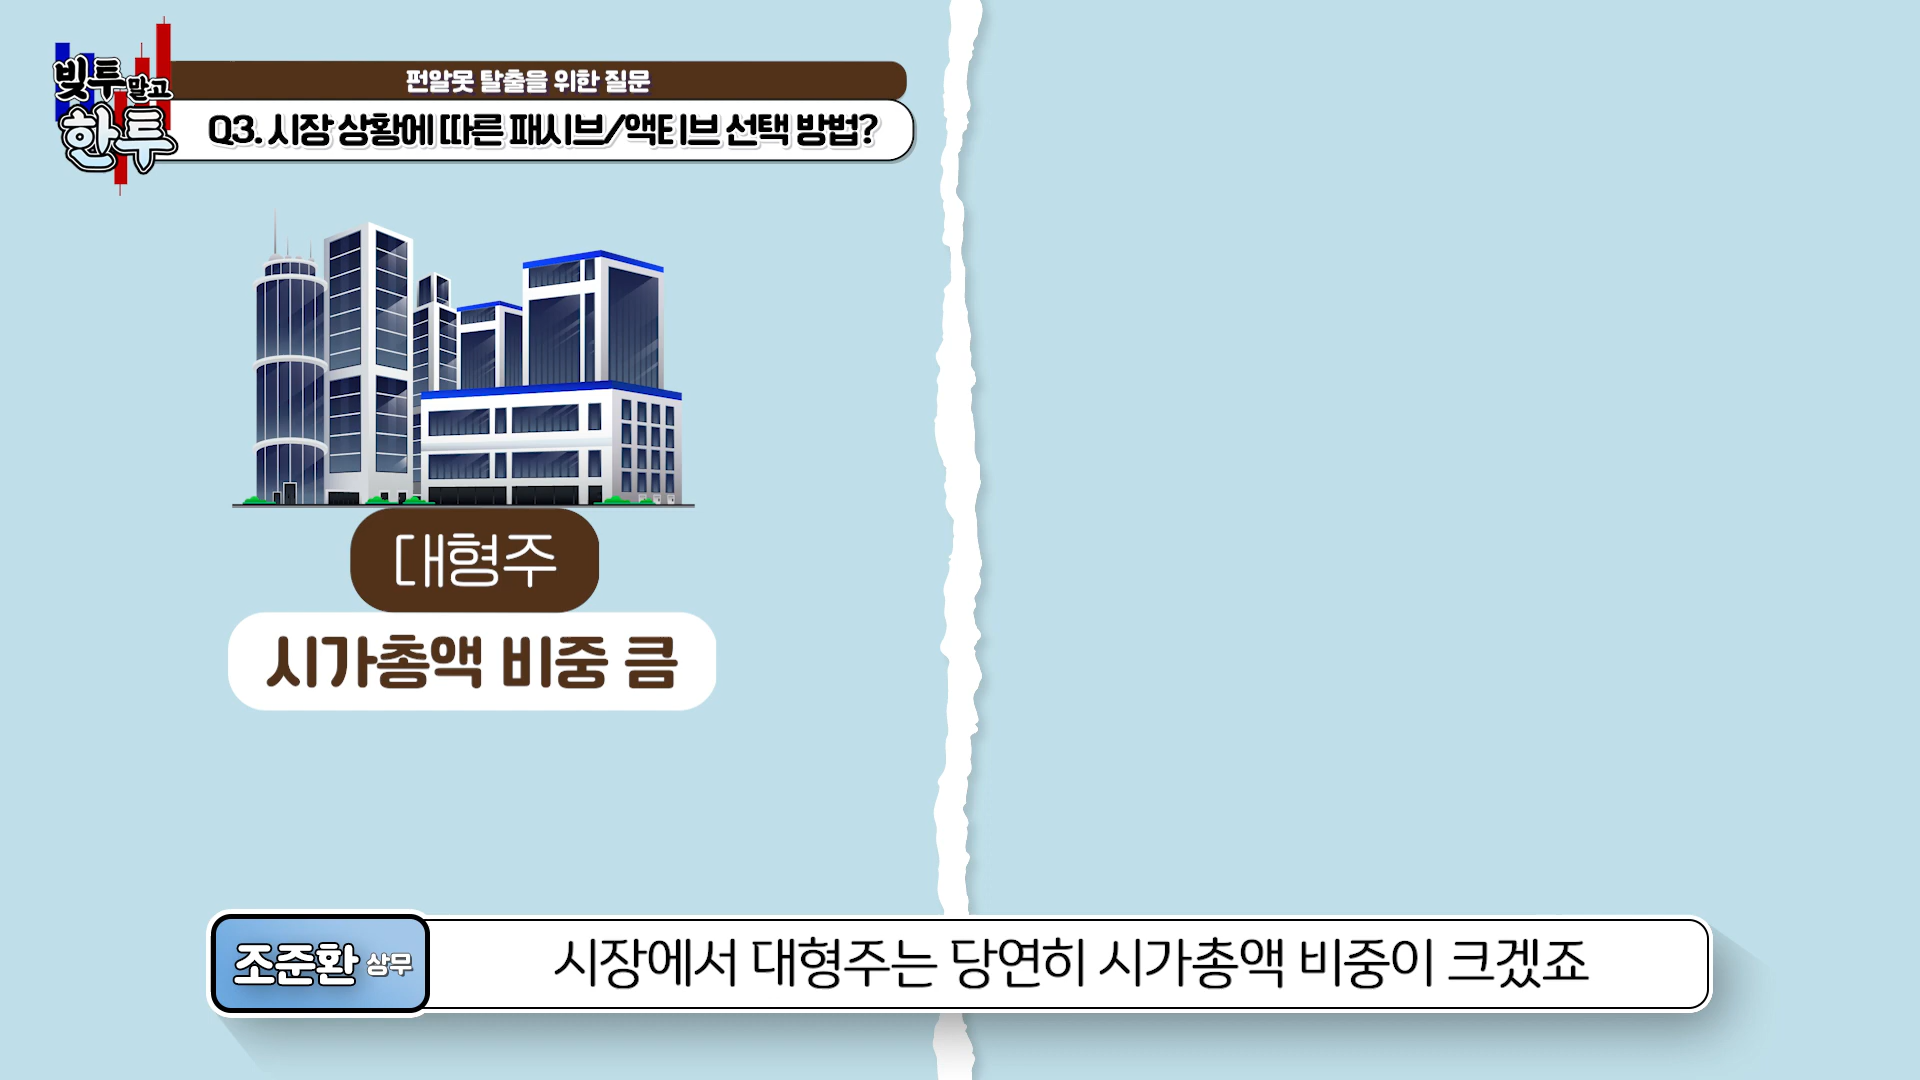 빚투말고
한투
펀알못 탈출을 위한 질문
Q3. 시장 상황에 따른 패시브/액티브 선택 방법?
대형주
시가총액 비중 큼
조준환 상무
시장에서 대형주는 당연히 시가총액 비중이 크겠죠